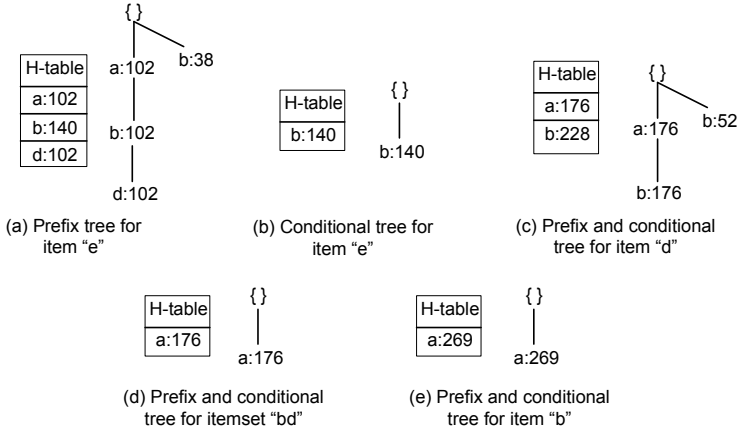 { }
H-table
a:102
b:140
d:102
a:102
b:38
b:102
d:102
(a) Prefix tree for
item “e”
H-table
b:140
{ }
b:140
(b) Conditional tree for
item “e”
H-table
a:176
b:228
{ }
a:176
b:52
b:176
(c) Prefix and conditional
tree for item “d”
H-table
a:176
{ }
a:176
(d) Prefix and conditional
tree for itemset “bd”
H-table
a:269
{ }
a:269
(e) Prefix and conditional
tree for item “b”